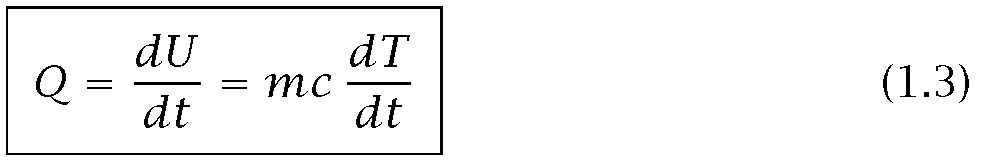 Q = dU/dt = mc dT/dt (1.3)